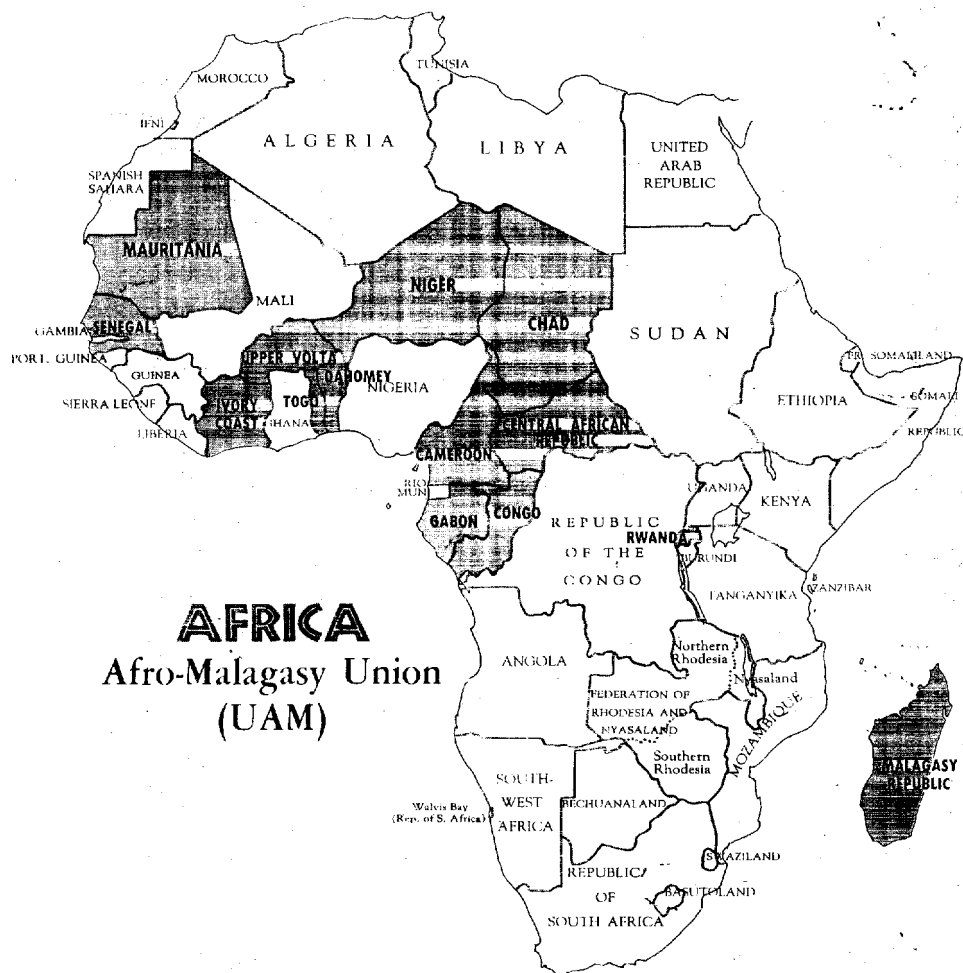 TUNISIA
MOROCCO
IFNI
ALGERIA
LIBYA
UNITED
ARAB
REPUBLIC
SPANISH
SAHARA
MAURITANIA
NIGER
MALI
CHAD
SUDAN
GAMBIA
SENEGAL
PORT. GUINEA
GUINEA
UPPER VOLTA
DAHOMEY
NIGERIA
FR. SOMALILAND
SIERRA LEONE
IVORY
COAST
TOGO
GHANA
ETHIOPIA
SOMALI
REPUBLIC
LIBERIA
CENTRAL AFRICAN
REPUBLIC
CAMEROON
RIO
MUNI
GABON
CONGO
UGANDA
KENYA
REPUBLIC
OF THE
CONGO
RWANDA
BURUNDI
TANGANYIKA
ZANZIBAR
AFRICA
Afro-Malagasy Union
(UAM)
ANGOLA
Northern
Rhodesia
Nyasaland
FEDERATION OF
RHODESIA AND
NYASALAND
MOZAMBIQUE
Southern
Rhodesia
MALAGASY
REPUBLIC
SOUTH-
WEST
AFRICA
BECHUANALAND
Walvis Bay
(Rep. of S. Africa)
SWAZILAND
REPUBLIC
OF
SOUTH AFRICA
BASUTOLAND